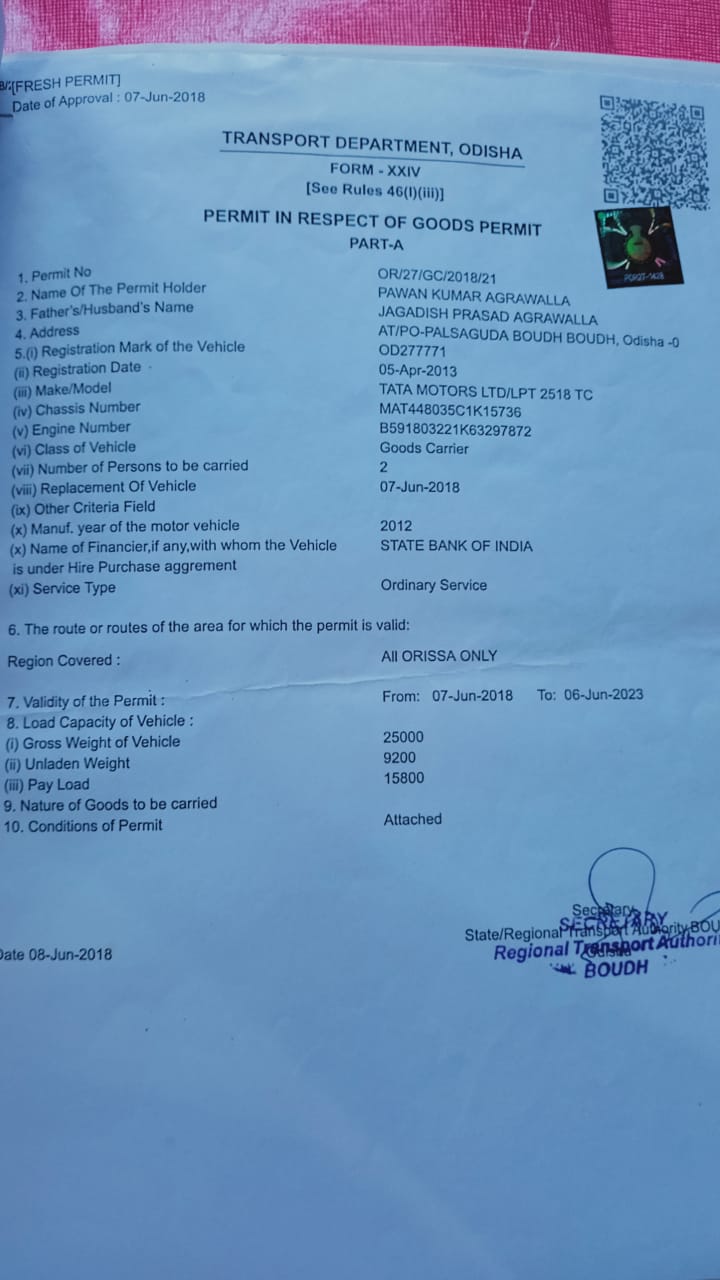 [FRESH PERMIT]
Date of Approval : 07-Jun-2018
TRANSPORT DEPARTMENT, ODISHA
FORM - XXIV
[See Rules 46(I)(iii)]
PERMIT IN RESPECT OF GOODS PERMIT
PART-A
1. Permit No OR/27/GC/2018/21
2. Name Of The Permit Holder PAWAN KUMAR AGRAWALLA
3. Father's/Husband's Name JAGADISH PRASAD AGRAWALLA
4. Address AT/PO-PALSAGUDA BOUDH BOUDH, Odisha -0
5.(i) Registration Mark of the Vehicle OD277771
(ii) Registration Date 05-Apr-2013
(iii) Make/Model TATA MOTORS LTD/LPT 2518 TC
(iv) Chassis Number MAT448035C1K15736
(v) Engine Number B591803221K63297872
(vi) Class of Vehicle Goods Carrier
(vii) Number of Persons to be carried 2
(viii) Replacement Of Vehicle 07-Jun-2018
(ix) Other Criteria Field
(x) Manuf. year of the motor vehicle 2012
(x) Name of Financier,if any,with whom the Vehicle STATE BANK OF INDIA
is under Hire Purchase aggrement
(xi) Service Type Ordinary Service
6. The route or routes of the area for which the permit is valid:
Region Covered : All ORISSA ONLY
7. Validity of the Permit : From: 07-Jun-2018 To: 06-Jun-2023
8. Load Capacity of Vehicle :
(i) Gross Weight of Vehicle 25000
(ii) Unladen Weight 9200
(iii) Pay Load 15800
9. Nature of Goods to be carried
10. Conditions of Permit Attached
Secretary
SECRETARY
State/Regional Transport Authority BOU
Regional Transport Authori
Odisha
BOUDH
Date 08-Jun-2018